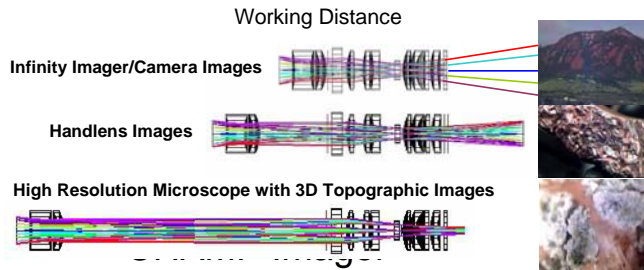 Working Distance
Infinity Imager/Camera Images
Handlens Images
High Resolution Microscope with 3D Topographic Images